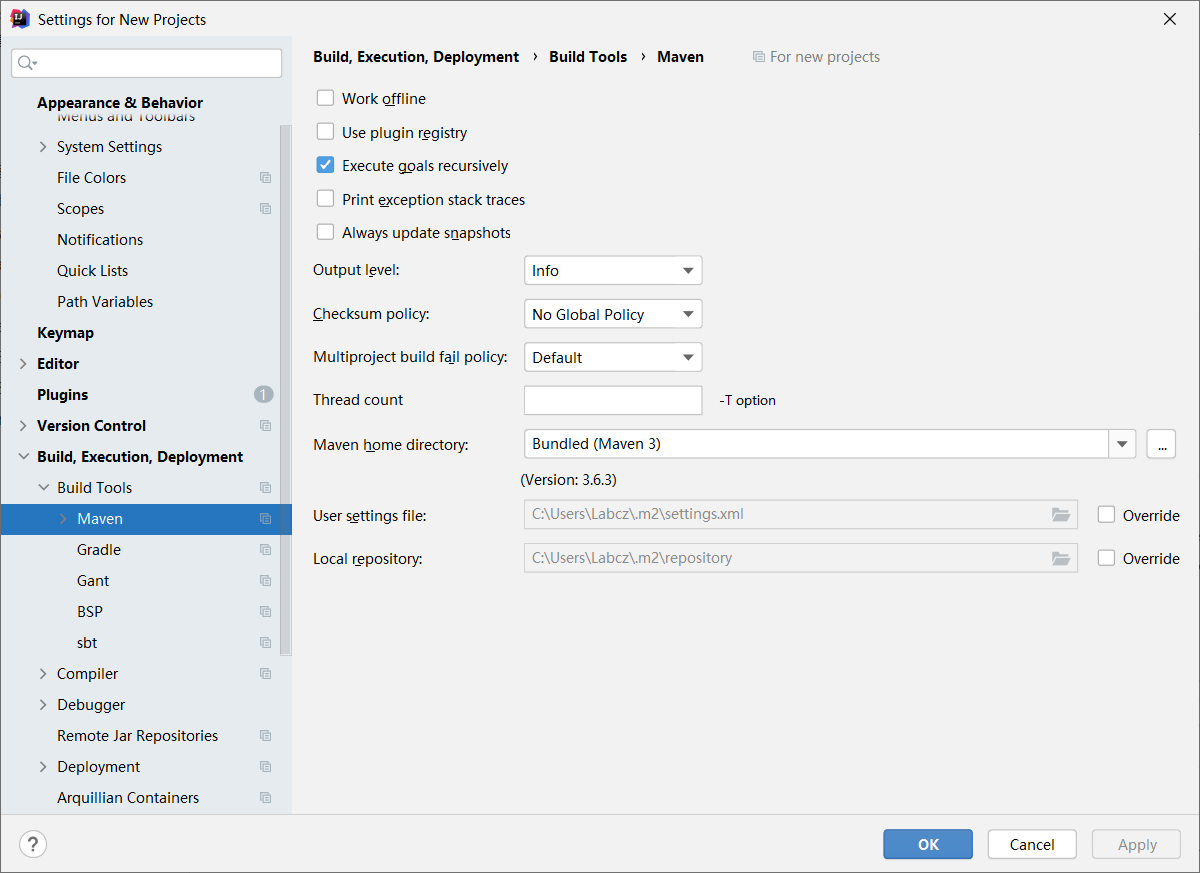 Settings for New Projects
Appearance & Behavior
Menus and Toolbars
System Settings
File Colors
Scopes
Notifications
Quick Lists
Path Variables
Keymap
Editor
Plugins 1
Version Control
Build, Execution, Deployment
Build Tools
Maven
Gradle
Gant
BSP
sbt
Compiler
Debugger
Remote Jar Repositories
Deployment
Arquillian Containers
Build, Execution, Deployment › Build Tools › Maven For new projects
Work offline
Use plugin registry
Execute goals recursively
Print exception stack traces
Always update snapshots
Output level: Info
Checksum policy: No Global Policy
Multiproject build fail policy: Default
Thread count -T option
Maven home directory: Bundled (Maven 3) ...
(Version: 3.6.3)
User settings file: C:\Users\Labcz\.m2\settings.xml Override
Local repository: C:\Users\Labcz\.m2\repository Override
? OK Cancel Apply